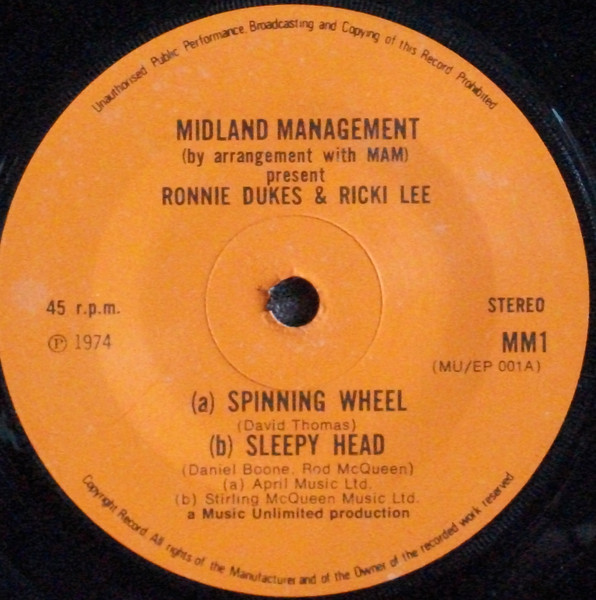 Unauthorised Public Performance, Broadcasting and Copying of this Record Prohibited
MIDLAND MANAGEMENT
(by arrangement with MAM)
present
RONNIE DUKES & RICKI LEE
45 r.p.m.
STEREO
℗ 1974
MM1
(MU/EP 001A)
(a) SPINNING WHEEL
(David Thomas)
(b) SLEEPY HEAD
(Daniel Boone, Rod McQueen)
(a) April Music Ltd.
(b) Stirling McQueen Music Ltd.
a Music Unlimited production
Copyright Record. All rights of the Manufacturer and of the Owner of the recorded work reserved